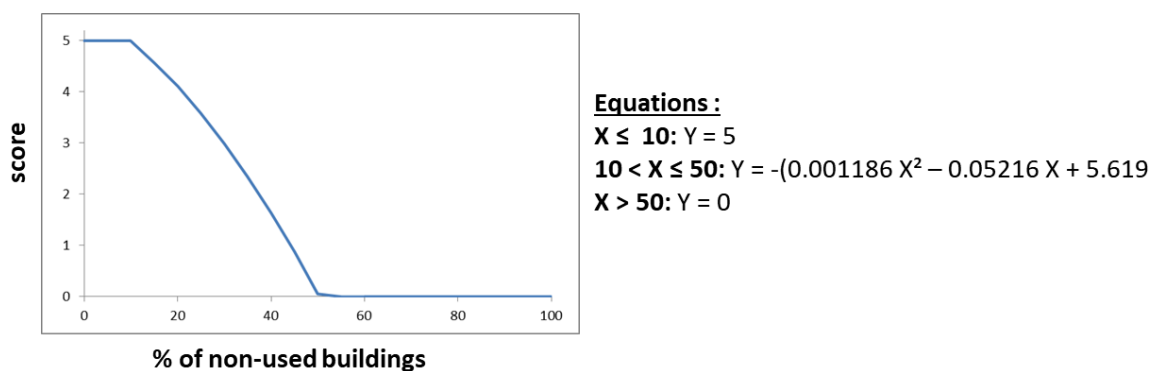 5
4
3
2
1
0
0 20 40 60 80 100
score
% of non-used buildings
Equations :
X ≤ 10: Y = 5
10 < X ≤ 50: Y = -(0.001186 X² – 0.05216 X + 5.619
X > 50: Y = 0